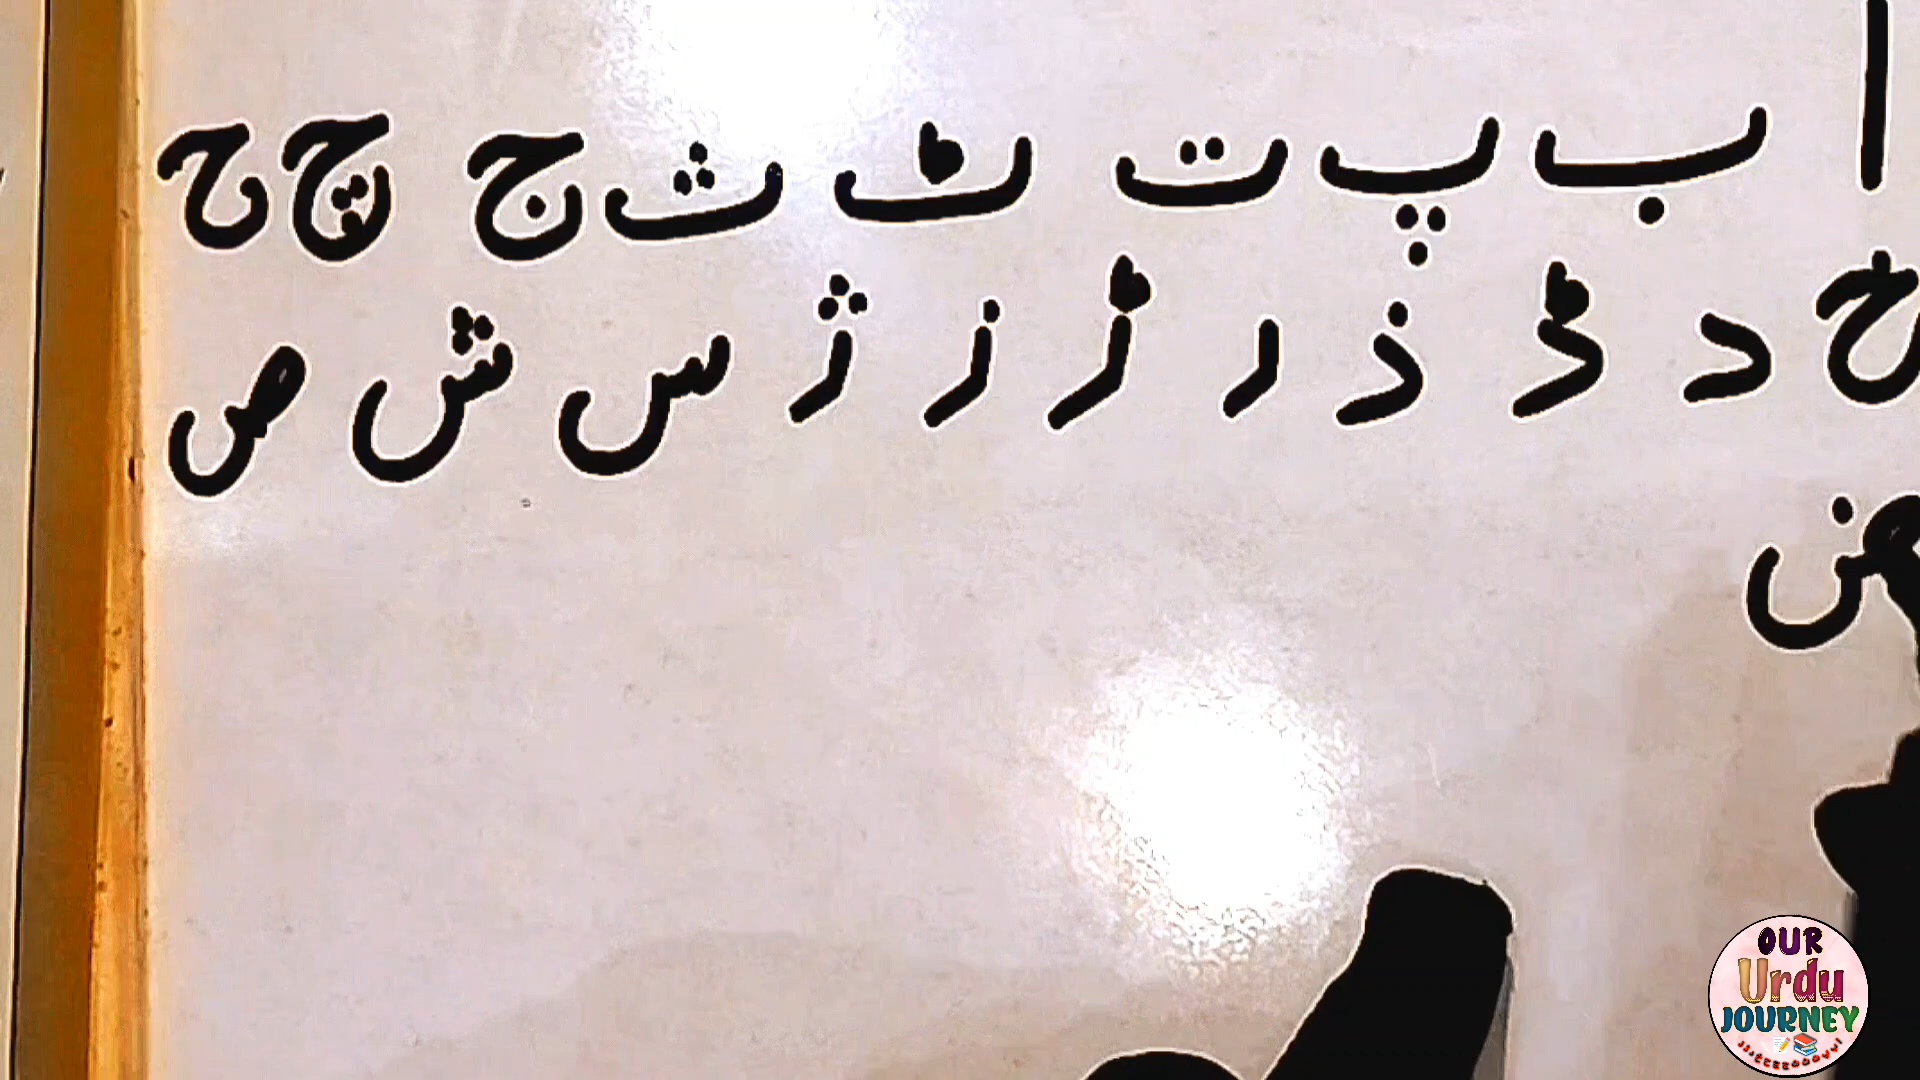 ا ب پ ت ٹ ث ج چ ح
خ د ڈ ذ ر ڑ ز ژ س ش ص
ض
OUR
Urdu
JOURNEY